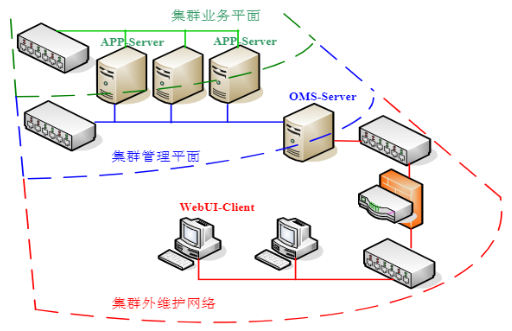 集群业务平面
APP-Server
APP-Server
OMS-Server
集群管理平面
WebUI-Client
集群外维护网络